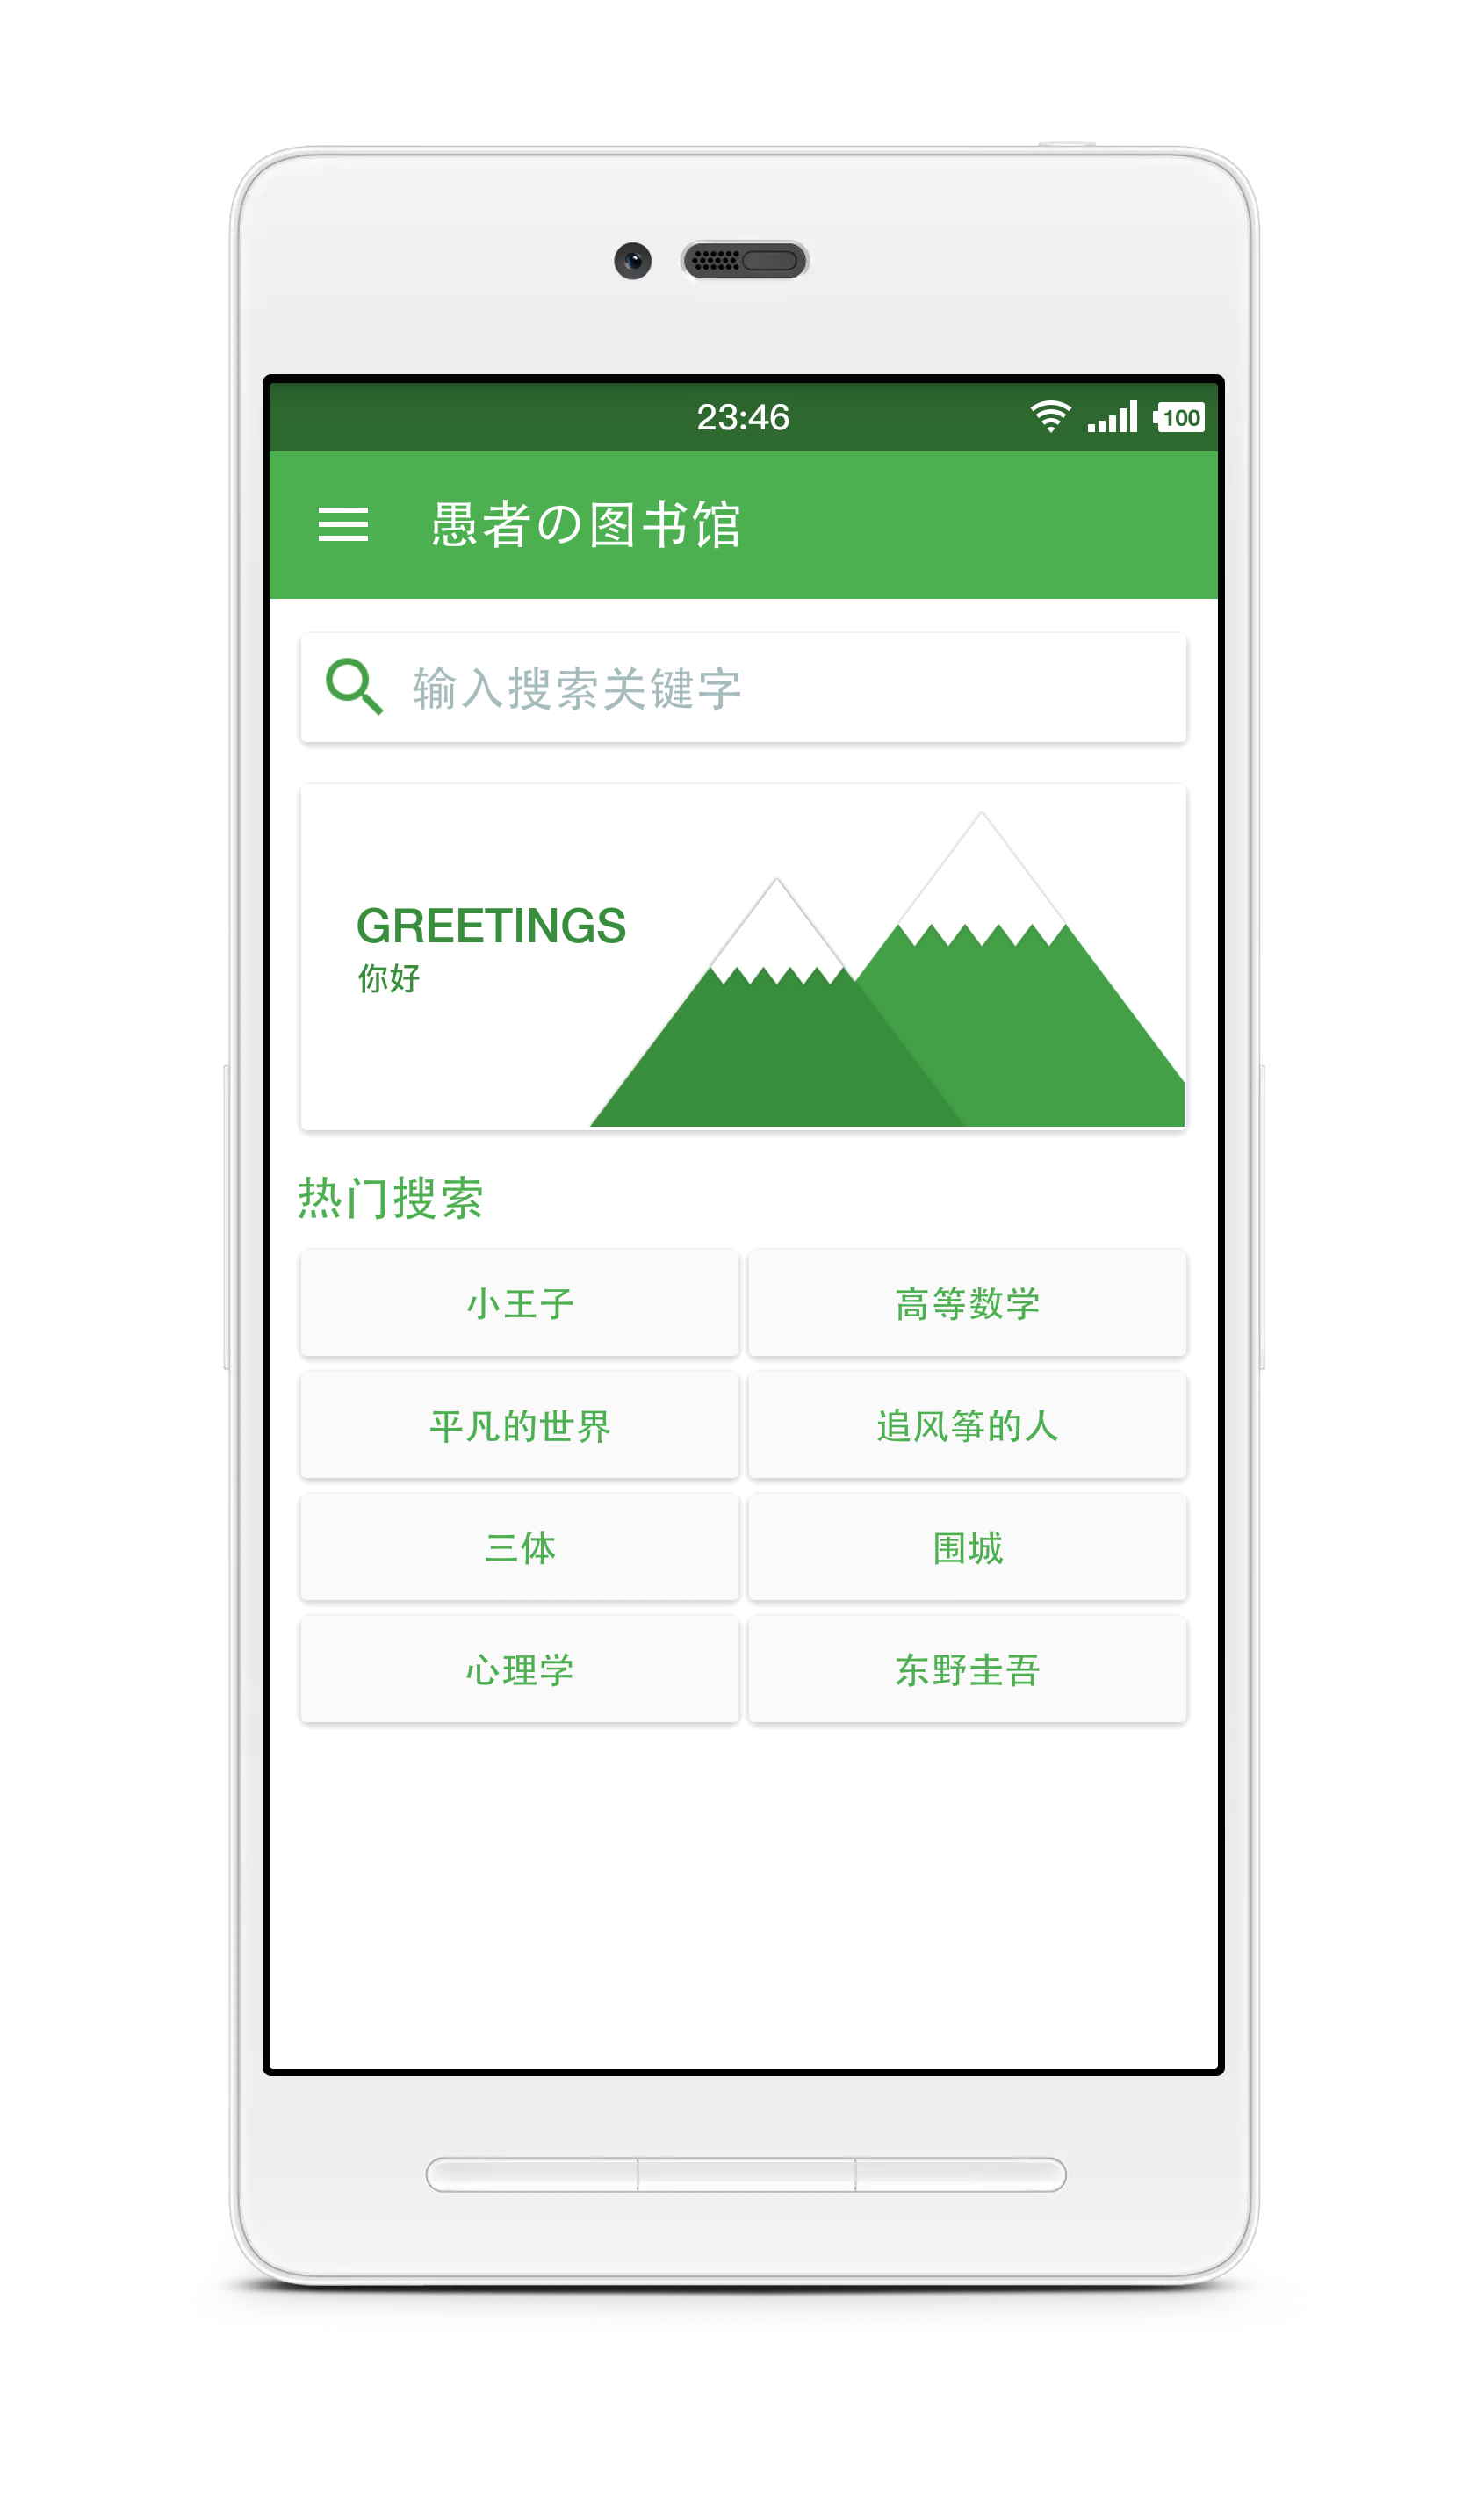 23:46
100
愚者の图书馆
输入搜索关键字
GREETINGS
你好
热门搜索
小王子
高等数学
平凡的世界
追风筝的人
三体
围城
心理学
东野圭吾